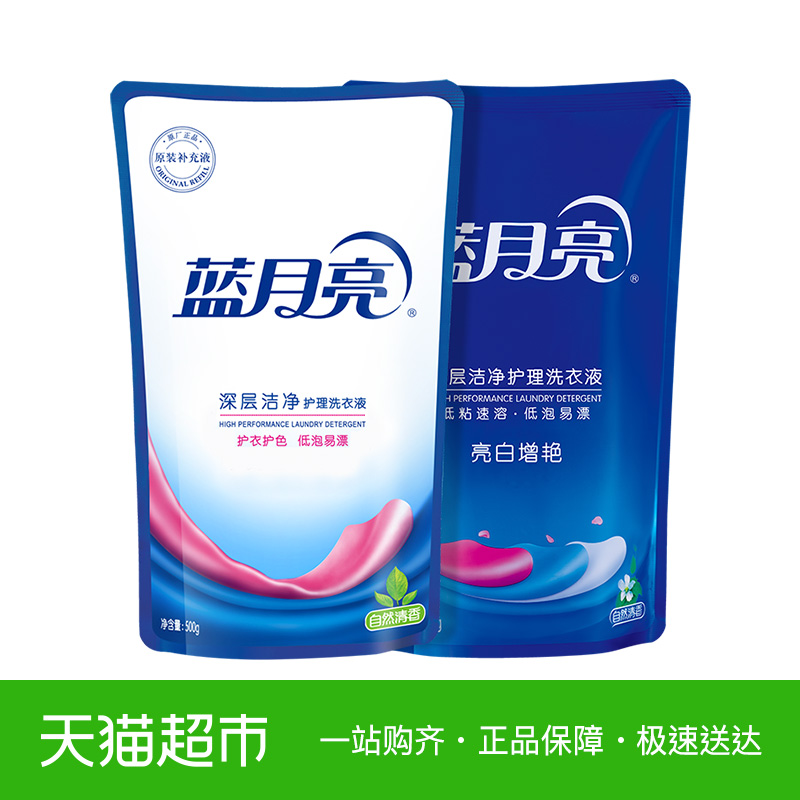 原厂正品
原装补充液
ORIGINAL REFILL
蓝月亮®
深层洁净 护理洗衣液
HIGH PERFORMANCE LAUNDRY DETERGENT
护衣护色 低泡易漂
自然清香
净含量: 500g
蓝月亮®
层洁净护理洗衣液
H PERFORMANCE LAUNDRY DETERGENT
低粘速溶·低泡易漂
亮白增艳
自然清香
g
天猫超市 一站购齐·正品保障·极速送达